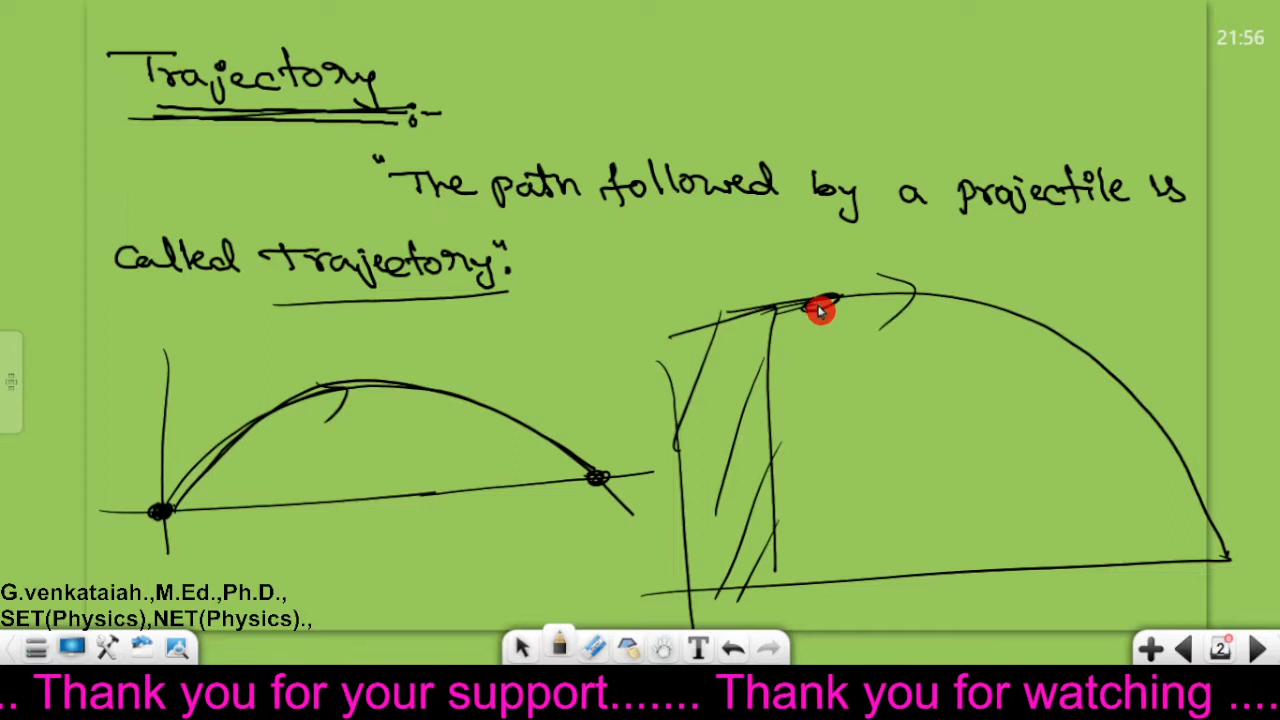 21:56
Trajectory :-
"The path followed by a projectile is
called trajectory".
G.venkataiah.,M.Ed.,Ph.D.,
SET(Physics),NET(Physics).,
T
2
.. Thank you for your support....... Thank you for watching ....